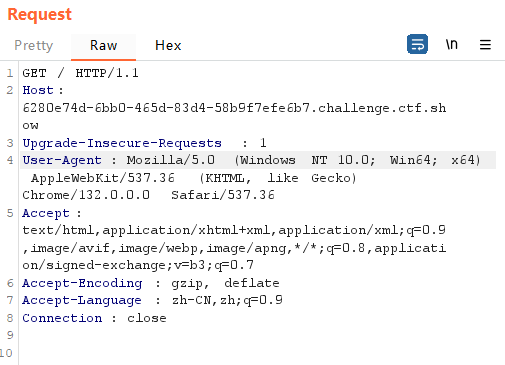 Request
Pretty Raw Hex \n
1 GET / HTTP/1.1
2 Host :
6280e74d-6bb0-465d-83d4-58b9f7efe6b7.challenge.ctf.sh
ow
3 Upgrade-Insecure-Requests : 1
4 User-Agent : Mozilla/5.0 (Windows NT 10.0; Win64; x64)
AppleWebKit/537.36 (KHTML, like Gecko)
Chrome/132.0.0.0 Safari/537.36
5 Accept :
text/html,application/xhtml+xml,application/xml;q=0.9
,image/avif,image/webp,image/apng,*/*;q=0.8,applicati
on/signed-exchange;v=b3;q=0.7
6 Accept-Encoding : gzip, deflate
7 Accept-Language : zh-CN,zh;q=0.9
8 Connection : close
9
10